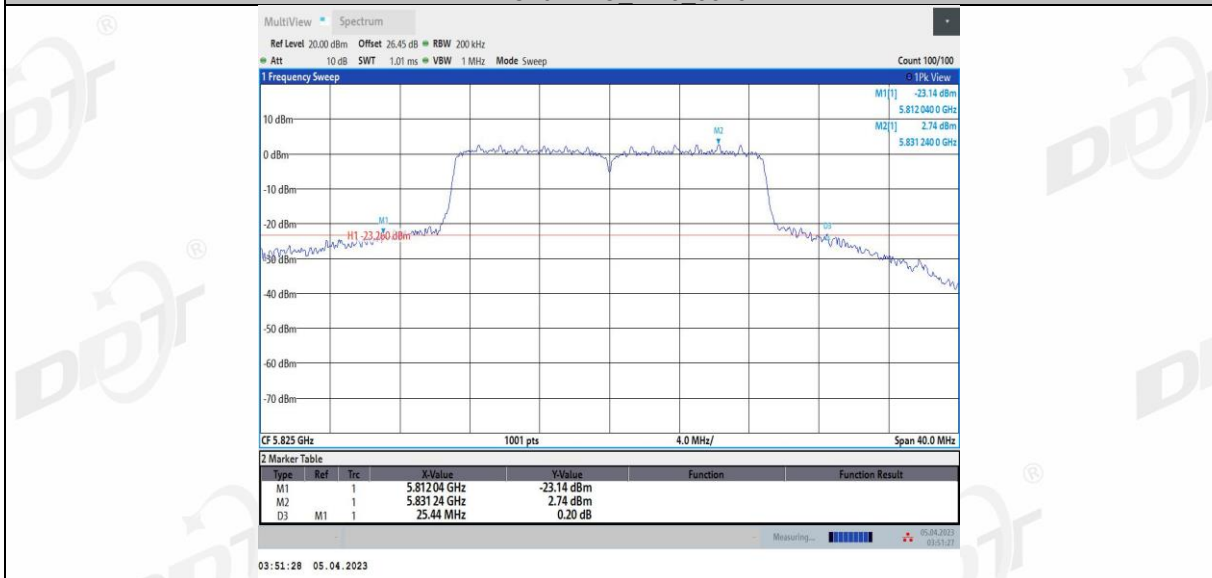 MultiView Spectrum
Ref Level 20.00 dBm Offset 26.45 dB RBW 200 kHz
Att 10 dB SWT 1.01 ms VBW 1 MHz Mode Sweep Count 100/100
1 Frequency Sweep 1Pk View
M1[1] -23.14 dBm
5.812 040 0 GHz
10 dBm
M2[1] 2.74 dBm
M2
5.831 240 0 GHz
0 dBm
-10 dBm
-20 dBm
M1
D3
H1 -23.260 dBm
-30 dBm
-40 dBm
-50 dBm
-60 dBm
-70 dBm
CF 5.825 GHz 1001 pts 4.0 MHz/ Span 40.0 MHz
2 Marker Table
Type Ref Trc X-Value Y-Value Function Function Result
M1 1 5.812 04 GHz -23.14 dBm
M2 1 5.831 24 GHz 2.74 dBm
D3 M1 1 25.44 MHz 0.20 dB
Measuring... 05.04.2023
03:51:27
03:51:28 05.04.2023
DDT
DDT
DDT